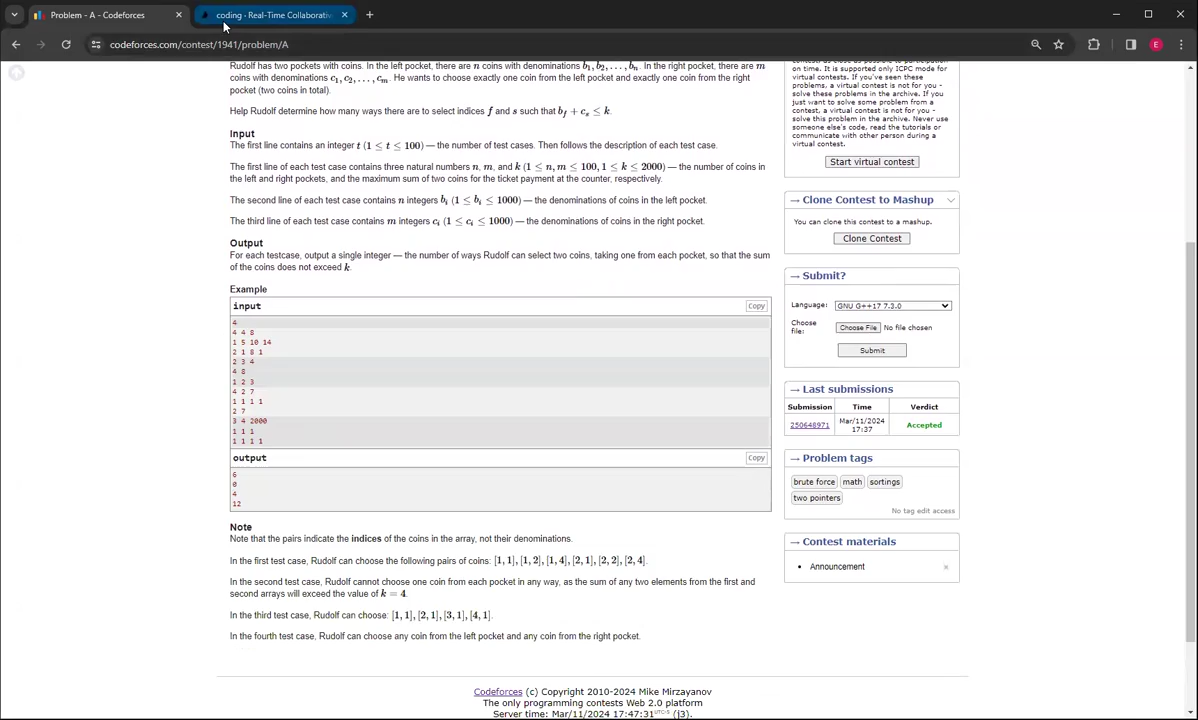 Problem - A - Codeforces
coding - Real-Time Collaborativ
codeforces.com/contest/1941/problem/A
E
Rudolf has two pockets with coins. In the left pocket, there are n coins with denominations b₁, b₂, …, bₙ. In the right pocket, there are m
coins with denominations c₁, c₂, …, cₘ. He wants to choose exactly one coin from the left pocket and exactly one coin from the right
pocket (two coins in total).
Help Rudolf determine how many ways there are to select indices f and s such that b_f + c_s ≤ k.
Input
The first line contains an integer t (1 ≤ t ≤ 100) — the number of test cases. Then follows the description of each test case.
The first line of each test case contains three natural numbers n, m, and k (1 ≤ n, m ≤ 100, 1 ≤ k ≤ 2000) — the number of coins in
the left and right pockets, and the maximum sum of two coins for the ticket payment at the counter, respectively.
The second line of each test case contains n integers bᵢ (1 ≤ bᵢ ≤ 1000) — the denominations of coins in the left pocket.
The third line of each test case contains m integers cᵢ (1 ≤ cᵢ ≤ 1000) — the denominations of coins in the right pocket.
Output
For each testcase, output a single integer — the number of ways Rudolf can select two coins, taking one from each pocket, so that the sum
of the coins does not exceed k.
Example
input
Copy
4
4 4 8
1 5 10 14
2 1 8 1
2 3 4
4 8
1 2 3
4 2 7
1 1 1 1
2 7
3 4 2000
1 1 1
1 1 1 1
output
Copy
6
0
4
12
Note
Note that the pairs indicate the indices of the coins in the array, not their denominations.
In the first test case, Rudolf can choose the following pairs of coins: [1, 1], [1, 2], [1, 4], [2, 1], [2, 2], [2, 4].
In the second test case, Rudolf cannot choose one coin from each pocket in any way, as the sum of any two elements from the first and
second arrays will exceed the value of k = 4.
In the third test case, Rudolf can choose: [1, 1], [2, 1], [3, 1], [4, 1].
In the fourth test case, Rudolf can choose any coin from the left pocket and any coin from the right pocket.
on time. It is supported only ICPC mode for
virtual contests. If you've seen these
problems, a virtual contest is not for you -
solve these problems in the archive. If you
just want to solve some problem from a
contest, a virtual contest is not for you -
solve this problem in the archive. Never use
someone else's code, read the tutorials or
communicate with other person during a
virtual contest.
Start virtual contest
→ Clone Contest to Mashup
You can clone this contest to a mashup.
Clone Contest
→ Submit?
Language: GNU G++17 7.3.0
Choose
file:
Choose File No file chosen
Submit
→ Last submissions
Submission Time Verdict
250648971 Mar/11/2024
17:37 Accepted
→ Problem tags
brute force math sortings
two pointers
No tag edit access
→ Contest materials
Announcement
Codeforces (c) Copyright 2010-2024 Mike Mirzayanov
The only programming contests Web 2.0 platform
Server time: Mar/11/2024 17:47:31 UTC-5 (j3).